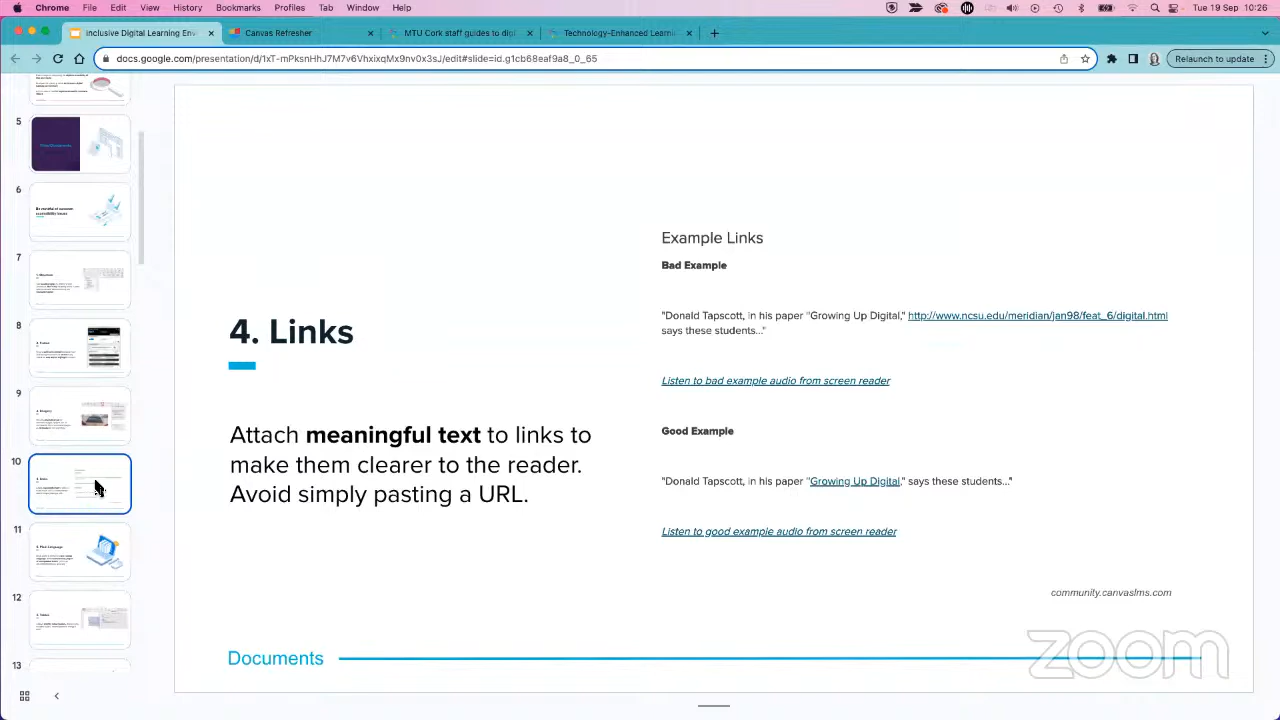 Chrome File Edit View History Bookmarks Profiles Tab Window Help Tue 19 Sep 10:26
Inclusive Digital Learning Env
Canvas Refresher
MTU Cork staff guides to digi
Technology-Enhanced Learni
docs.google.com/presentation/d/1xT-mPksnHhJ7M7v6VhxixqMx9nv0x3sJ/edit#slide=id.g1cb68eaf9a8_0_65
Relaunch to update
5
6
7
8
9
10
11
12
13
4. Links
Attach meaningful text to links to
make them clearer to the reader.
Avoid simply pasting a URL.
Example Links
Bad Example
"Donald Tapscott, in his paper "Growing Up Digital," http://www.ncsu.edu/meridian/jan98/feat_6/digital.html
says these students..."
Listen to bad example audio from screen reader
Good Example
"Donald Tapscott, in his paper "Growing Up Digital," says these students..."
Listen to good example audio from screen reader
community.canvaslms.com
Documents
zoom